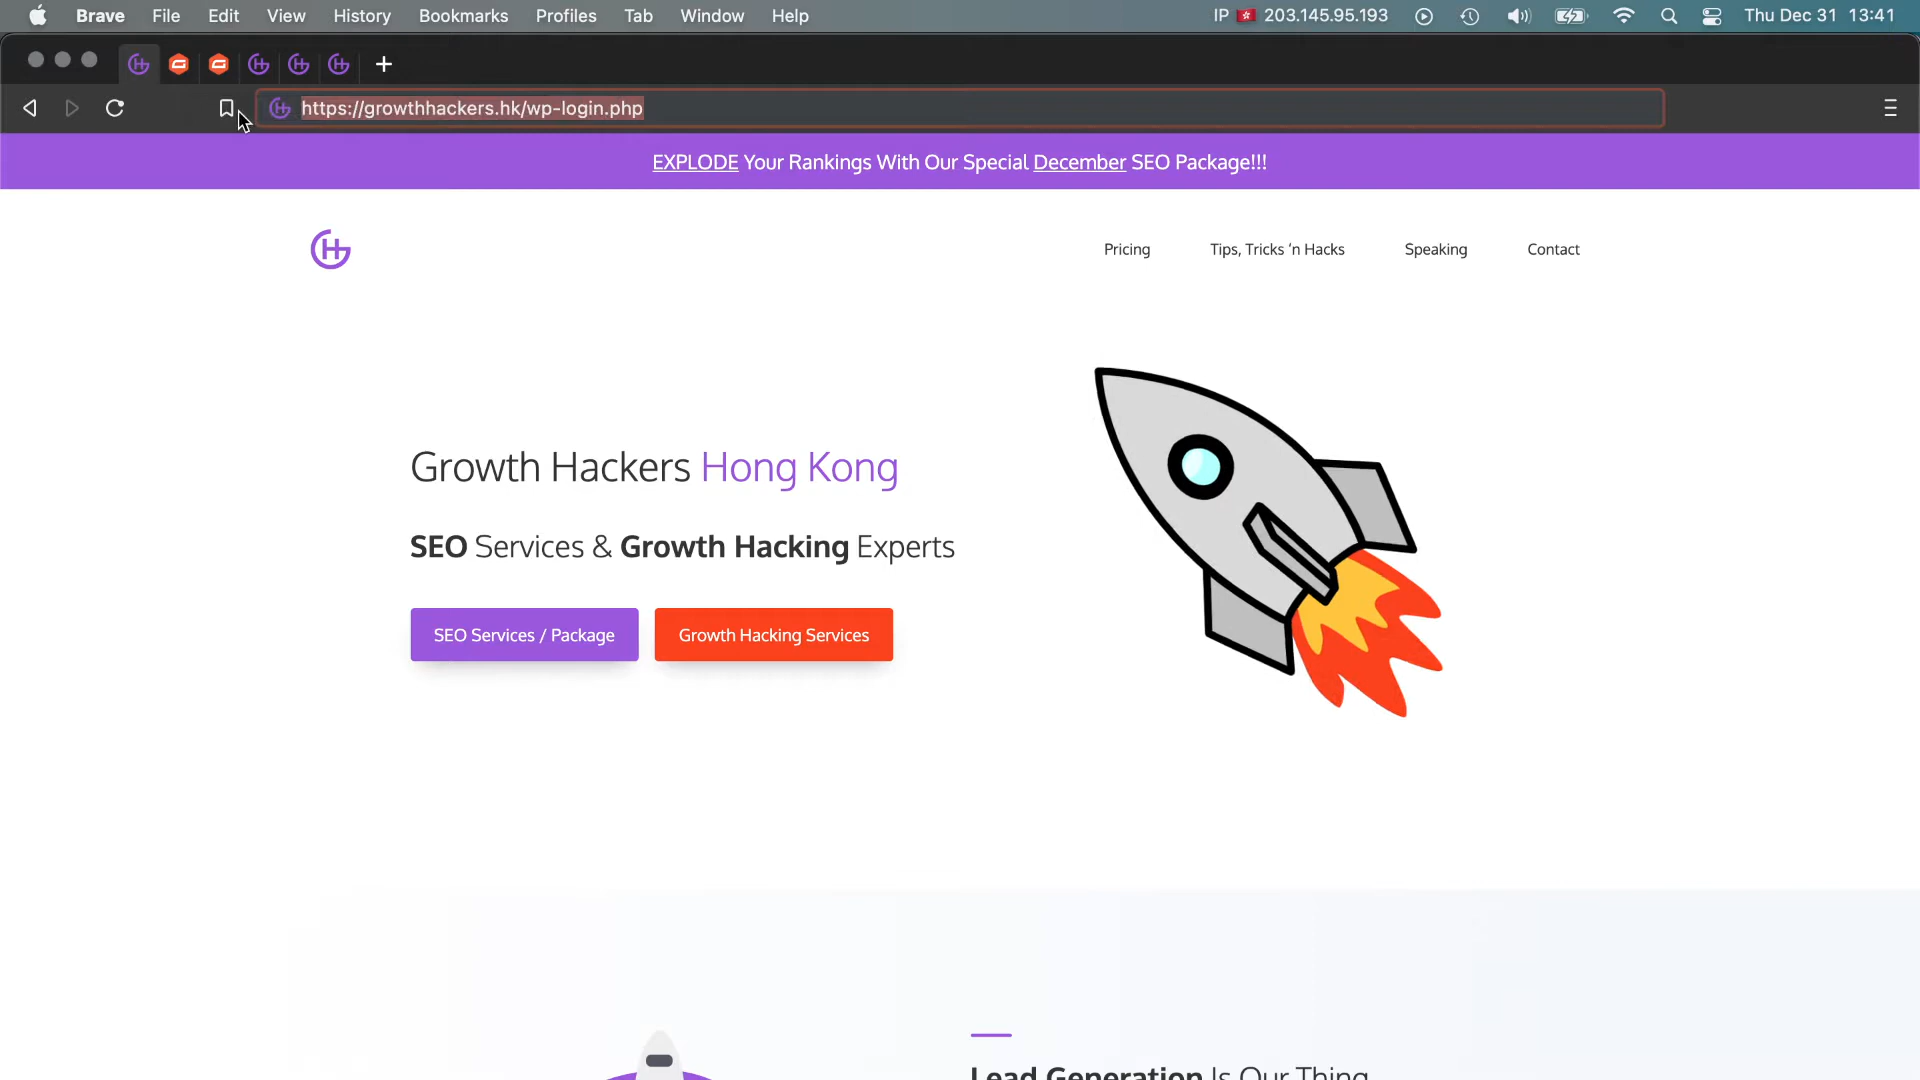 Brave File Edit View History Bookmarks Profiles Tab Window Help IP 203.145.95.193 Thu Dec 31 13:41
https://growthhackers.hk/wp-login.php
EXPLODE Your Rankings With Our Special December SEO Package!!!
Pricing Tips, Tricks ’n Hacks Speaking Contact
Growth Hackers Hong Kong
SEO Services & Growth Hacking Experts
SEO Services / Package Growth Hacking Services
Lead Generation Is Our Thing